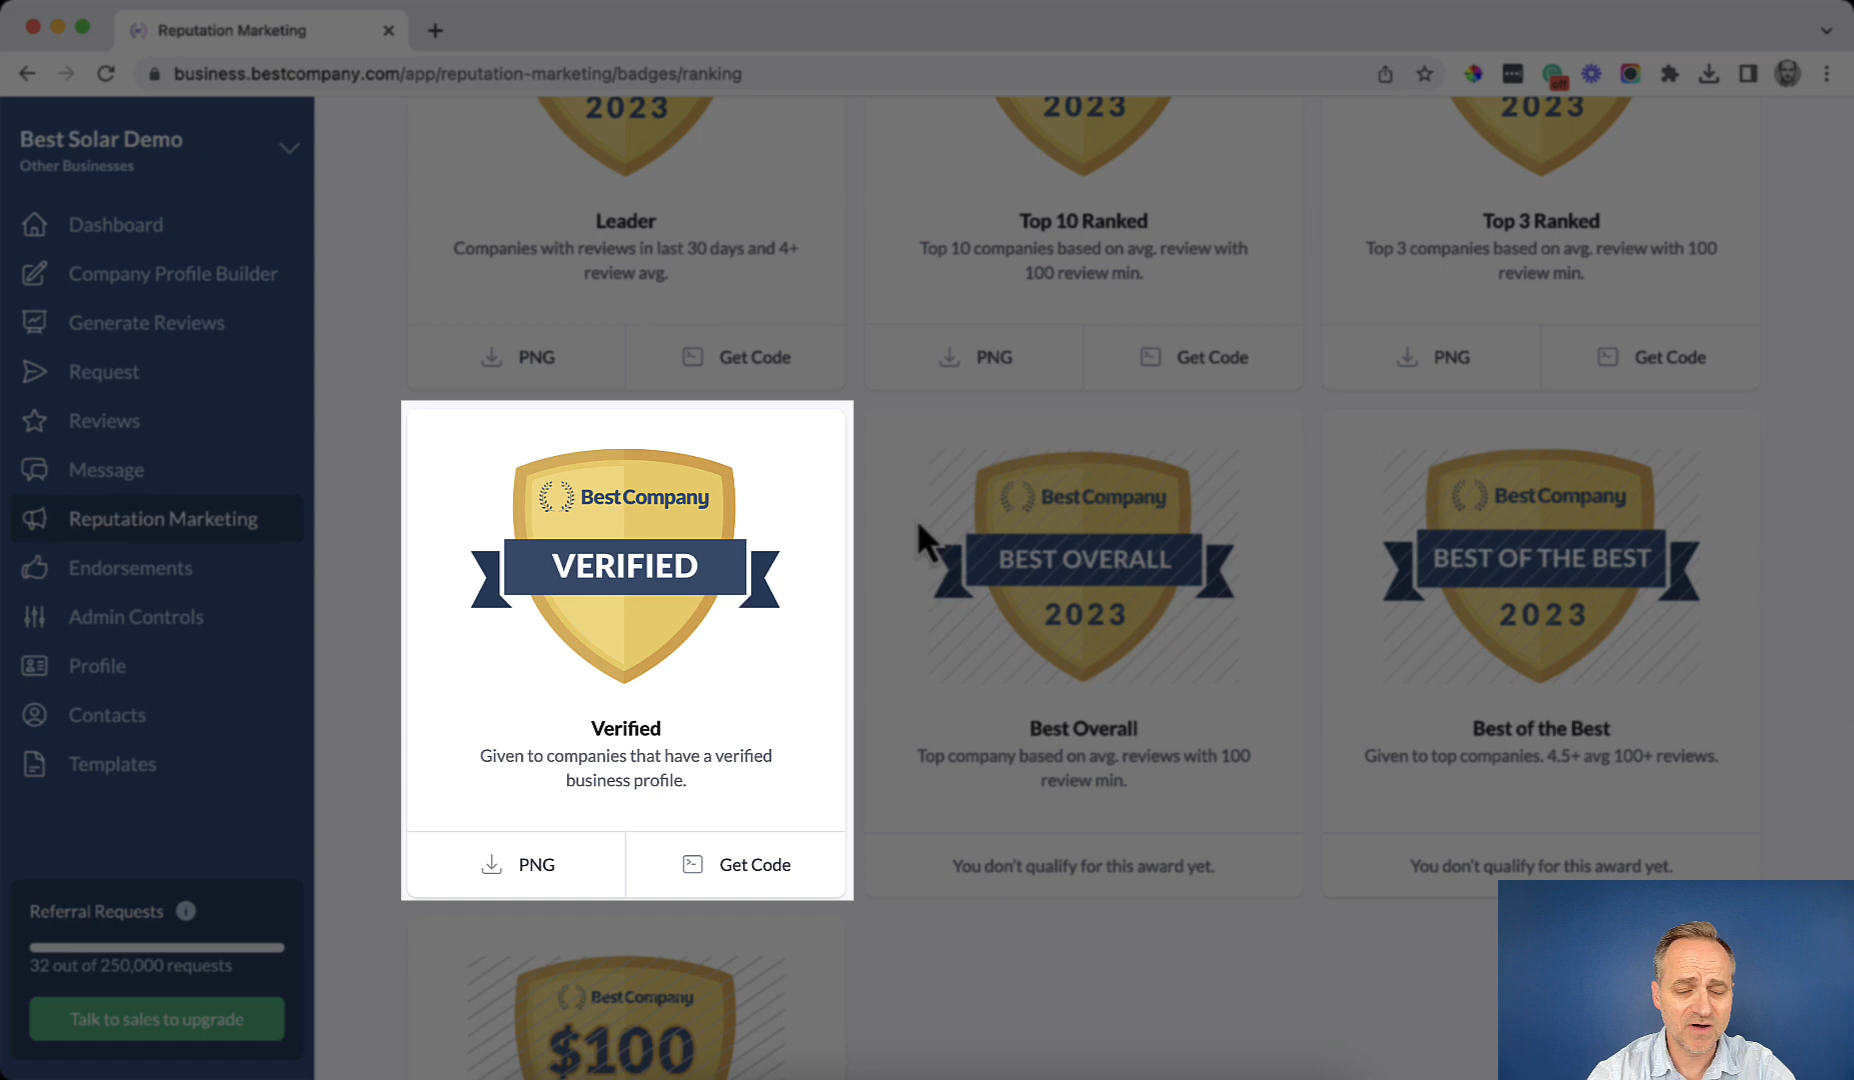 Reputation Marketing
business.bestcompany.com/app/reputation-marketing/badges/ranking
off
Best Solar Demo
Other Businesses
Dashboard
Company Profile Builder
Generate Reviews
Request
Reviews
Message
Reputation Marketing
Endorsements
Admin Controls
Profile
Contacts
Templates
Referral Requests
32 out of 250,000 requests
Talk to sales to upgrade
2023
Leader
Companies with reviews in last 30 days and 4+
review avg.
PNG
Get Code
2023
Top 10 Ranked
Top 10 companies based on avg. review with
100 review min.
PNG
Get Code
2023
Top 3 Ranked
Top 3 companies based on avg. review with 100
review min.
PNG
Get Code
BestCompany
VERIFIED
Verified
Given to companies that have a verified
business profile.
PNG
Get Code
BestCompany
BEST OVERALL
2023
Best Overall
Top company based on avg. reviews with 100
review min.
You don't qualify for this award yet.
BestCompany
BEST OF THE BEST
2023
Best of the Best
Given to top companies. 4.5+ avg 100+ reviews.
You don't qualify for this award yet.
BestCompany
$100